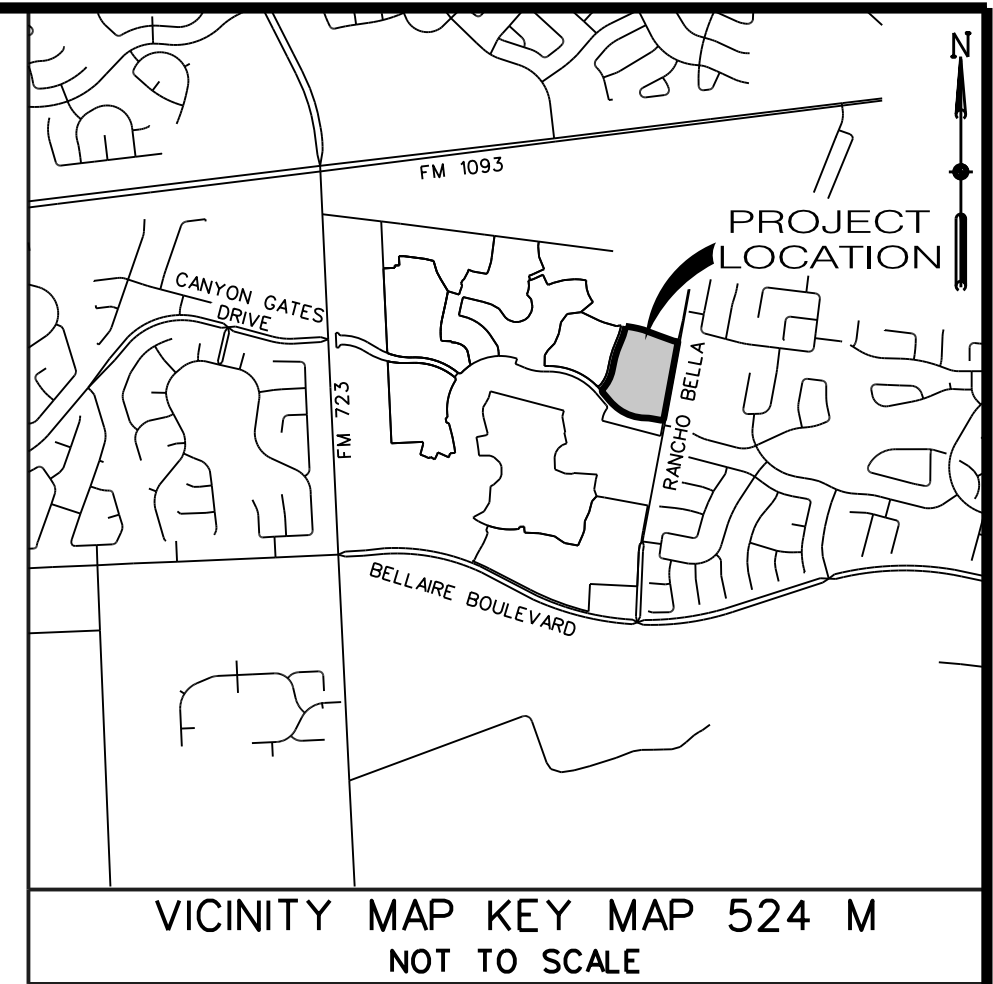 N
FM 1093
PROJECT
LOCATION
CANYON GATES
DRIVE
FM 723
RANCHO BELLA
BELLAIRE BOULEVARD
VICINITY MAP KEY MAP 524 M
NOT TO SCALE